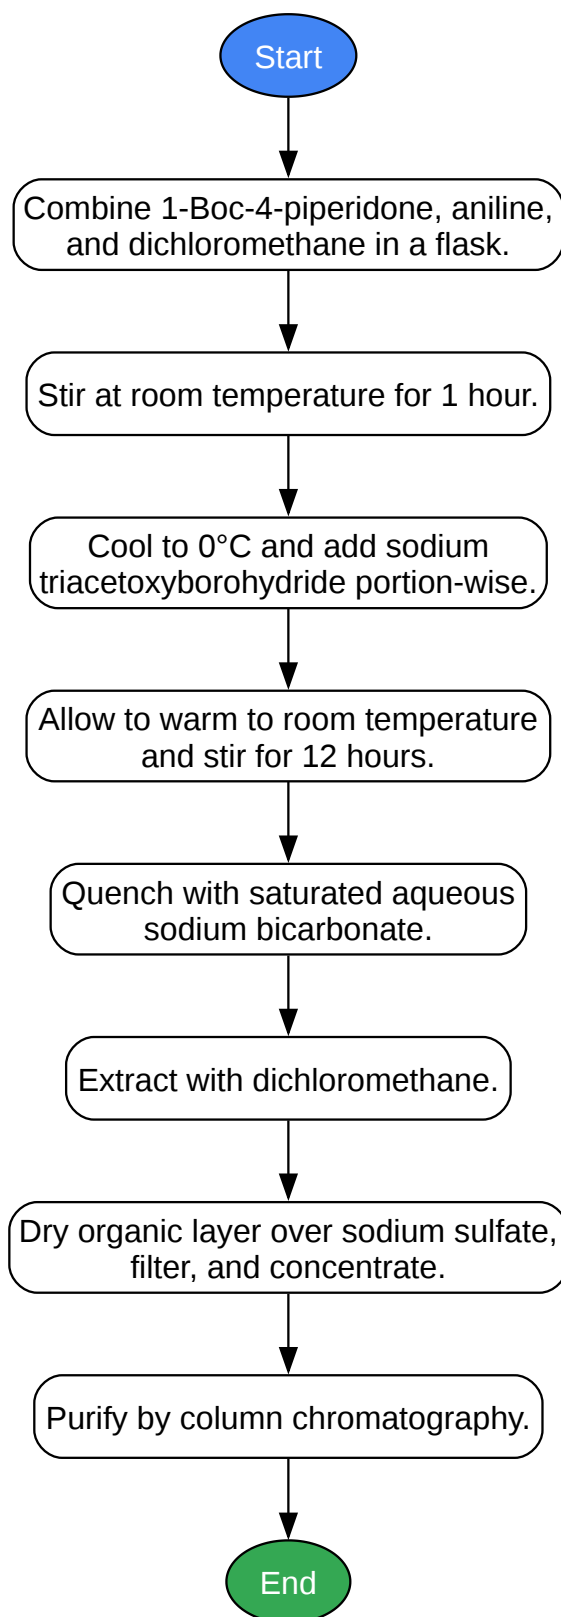 Start
Combine 1-Boc-4-piperidone, aniline,
and dichloromethane in a flask.
Stir at room temperature for 1 hour.
Cool to 0°C and add sodium
triacetoxyborohydride portion-wise.
Allow to warm to room temperature
and stir for 12 hours.
Quench with saturated aqueous
sodium bicarbonate.
Extract with dichloromethane.
Dry organic layer over sodium sulfate,
filter, and concentrate.
Purify by column chromatography.
End